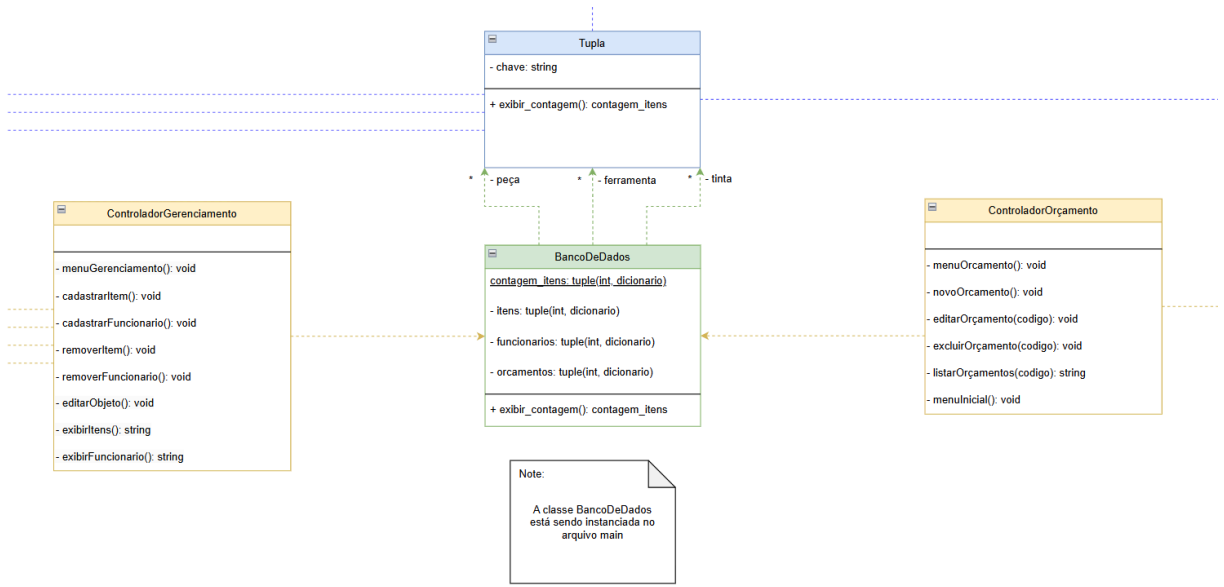 Tupla
- chave: string
+ exibir_contagem(): contagem_itens
* - peça
* - ferramenta
* - tinta
ControladorGerenciamento
- menuGerenciamento(): void
- cadastrarItem(): void
- cadastrarFuncionario(): void
- removerItem(): void
- removerFuncionario(): void
- editarObjeto(): void
- exibirItens(): string
- exibirFuncionario(): string
BancoDeDados
contagem_itens: tuple(int, dicionario)
- itens: tuple(int, dicionario)
- funcionarios: tuple(int, dicionario)
- orcamentos: tuple(int, dicionario)
+ exibir_contagem(): contagem_itens
ControladorOrçamento
- menuOrcamento(): void
- novoOrcamento(): void
- editarOrçamento(codigo): void
- excluirOrçamento(codigo): void
- listarOrçamentos(codigo): string
- menuInicial(): void
Note:
A classe BancoDeDados
está sendo instanciada no
arquivo main